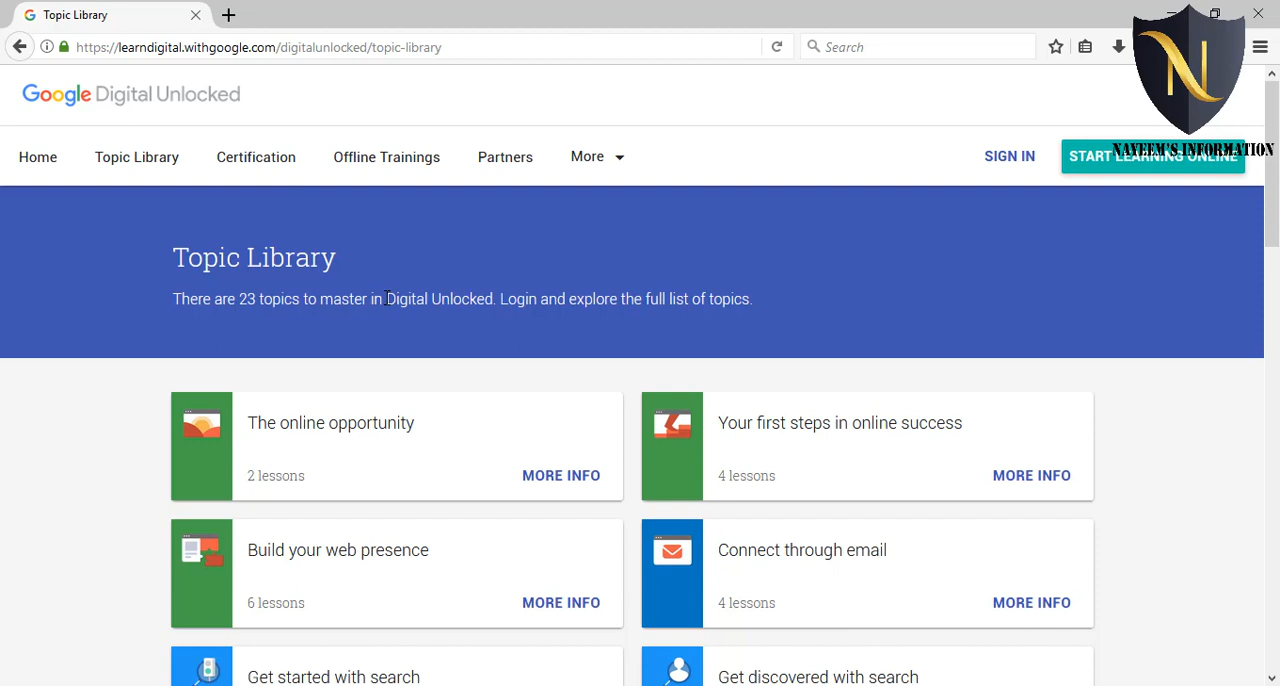 Topic Library
https://learndigital.withgoogle.com/digitalunlocked/topic-library
Search
Google Digital Unlocked
Home Topic Library Certification Offline Trainings Partners More SIGN IN START LEARNING ONLINE
N
NAYEEM'S INFORMATION
Topic Library
There are 23 topics to master in Digital Unlocked. Login and explore the full list of topics.
The online opportunity
2 lessons MORE INFO
Your first steps in online success
4 lessons MORE INFO
Build your web presence
6 lessons MORE INFO
Connect through email
4 lessons MORE INFO
Get started with search
Get discovered with search